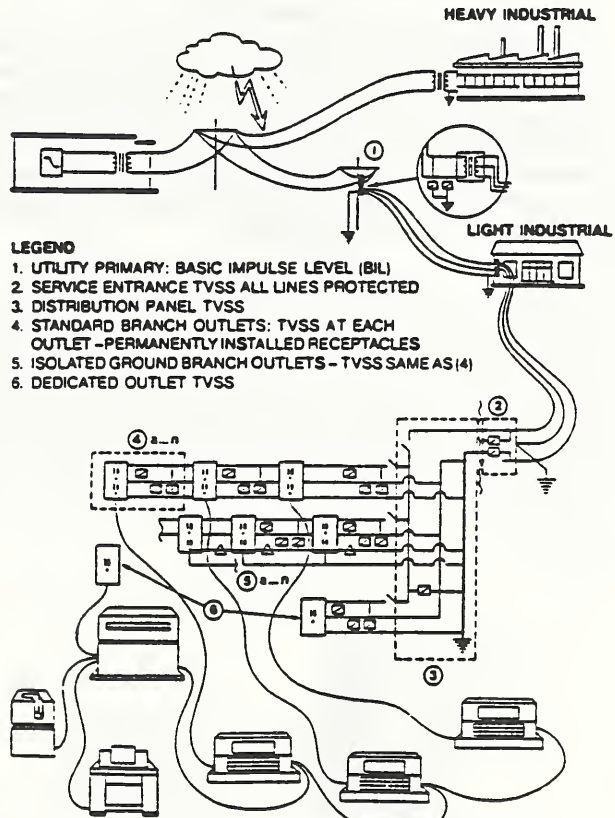 HEAVY INDUSTRIAL
①
LIGHT INDUSTRIAL
LEGEND
1. UTILITY PRIMARY: BASIC IMPULSE LEVEL (BIL)
2. SERVICE ENTRANCE TVSS ALL LINES PROTECTED
3. DISTRIBUTION PANEL TVSS
4. STANDARD BRANCH OUTLETS: TVSS AT EACH
OUTLET - PERMANENTLY INSTALLED RECEPTACLES
5. ISOLATED GROUND BRANCH OUTLETS - TVSS SAME AS (4)
6. DEDICATED OUTLET TVSS
②
④ a_n
⑤ a_n
⑥
③